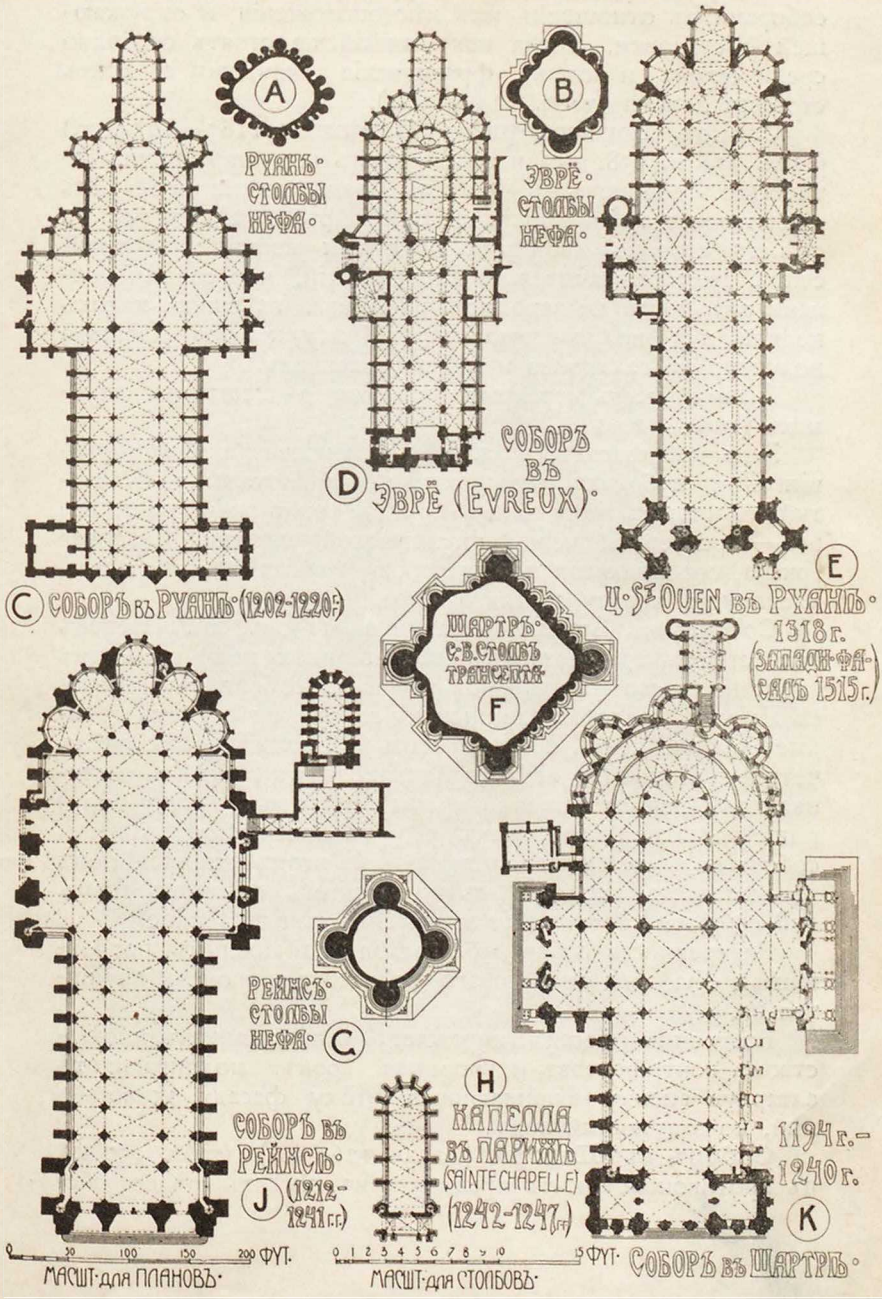 A
РУАНЪ·
СТОЛБЫ
НЕФА·
B
ЭВРЁ·
СТОЛБЫ
НЕФА·
D
СОБОРЪ
ВЪ
ЭВРЁ (EVREUX)·
C СОБОРЪ въ РУАНѢ· (1202-1220 г.)
E
Ц· ST OUEN въ РУАНѢ·
1318 г.
(ЗАПАДН·ФА-
САДЪ 1515 г.)
ШАРТРЪ·
С·-В. СТОЛБЪ
ТРАНСЕПТА·
F
РЕЙМСЪ·
СТОЛБЫ
НЕФА·
G
СОБОРЪ въ
РЕЙМСѢ·
J (1212-
1241 г.г.)
H
КАПЕЛЛА
въ ПАРИЖѢ
(SAINTE CHAPELLE)
(1242-1247 г.г.)
1194 г.-
1240 г.
K
СОБОРЪ въ ШАРТРѢ·
0 50 100 150 200 ФУТ.
МАСШТ·для ПЛАНОВЪ·
0 1 2 3 4 5 6 7 8 9 10 15 ФУТ·
МАСШТ·для СТОЛБОВЪ·